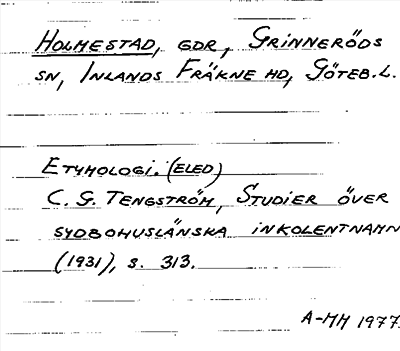 HOLMESTAD, GDR, GRINNERÖDS
SN, INLANDS FRÄKNE HD, GÖTEB.L.
ETYMOLOGI. (ELED)
C. G. TENGSTRÖM, STUDIER ÖVER
SYDBOHUSLÄNSKA INKOLENTNAMN
(1931), S. 313.
A-MH 1977.